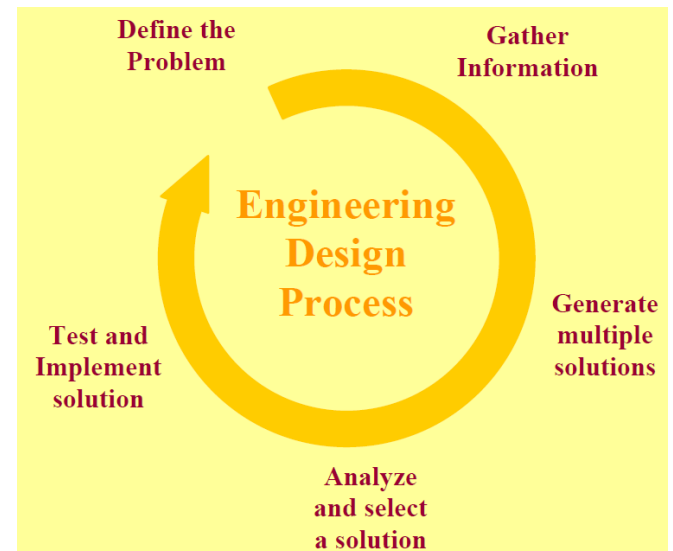 Define the
Problem
Gather
Information
Engineering
Design
Process
Generate
multiple
solutions
Test and
Implement
solution
Analyze
and select
a solution